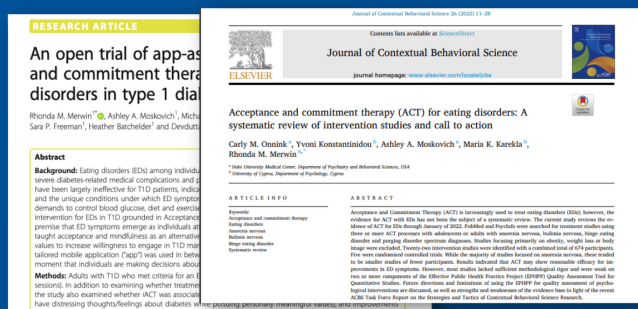 RESEARCH ARTICLE
An open trial of app-as
and commitment thera
disorders in type 1 dial
Rhonda M. Merwin1*, Ashley A. Moskovich1, Micha
Sara P. Freeman1, Heather Batchelder1 and Devdutta
Abstract
Background: Eating disorders (EDs) among individu
severe diabetes-related medical complications and p
have been largely ineffective for T1D patients, indica
and the unique conditions under which ED symptom
demands to control blood glucose, diet and exercise
intervention for EDs in T1D grounded in Acceptance
premise that ED symptoms emerge as individuals att
taught acceptance and mindfulness as an alternative
values to increase willingness to engage in T1D man
tailored mobile application ("app") was used in betw
moment that individuals are making decisions abou
Methods: Adults with T1D who met criteria for an E
sessions). In addition to examining whether treatme
the study also examined whether ACT was associate
have distressing thoughts/feelings about diabetes while pursuing personally meaningful values), and improvements
Journal of Contextual Behavioral Science 26 (2022) 11–28
Contents lists available at ScienceDirect
Journal of Contextual Behavioral Science
journal homepage: www.elsevier.com/locate/jcbs
ELSEVIER
Acceptance and commitment therapy (ACT) for eating disorders: A
systematic review of intervention studies and call to action
Carly M. Onnink a, Yvoni Konstantinidou b, Ashley A. Moskovich a, Maria K. Karekla b,
Rhonda M. Merwin a,*
a Duke University Medical Center, Department of Psychiatry and Behavioral Sciences, USA
b University of Cyprus, Department of Psychology, Cyprus
ARTICLE INFO
Keywords:
Acceptance and commitment therapy
Eating disorders
Anorexia nervosa
Bulimia nervosa
Binge eating disorder
Systematic review
ABSTRACT
Acceptance and Commitment Therapy (ACT) is increasingly used to treat eating disorders (EDs); however, the
evidence for ACT with EDs has not been the subject of a systematic review. The current study reviews the ev-
idence of ACT for EDs through January 2022. PubMed and PsycInfo were searched for treatment studies using
three or more ACT processes with adolescents or adults with anorexia nervosa, bulimia nervosa, binge eating
disorder and purging disorder spectrum diagnoses. Studies focusing primarily on obesity, weight loss or body
image were excluded. Twenty-two intervention studies were identified with a combined total of 674 participants.
Five were randomized controlled trials. While the majority of studies focused on anorexia nervosa, these tended
to be smaller studies of fewer participants. Results indicated that ACT may show reasonable efficacy for im-
provements in ED symptoms. However, most studies lacked sufficient methodological rigor and were weak on
two or more components of the Effective Public Health Practice Project (EPHPP) Quality Assessment Tool for
Quantitative Studies. Future directions and limitations of using the EPHPP for quality assessment of psycho-
logical interventions are discussed, as well as strengths and weaknesses of the evidence base in light of the recent
ACBS Task Force Report on the Strategies and Tactics of Contextual Behavioral Science Research.